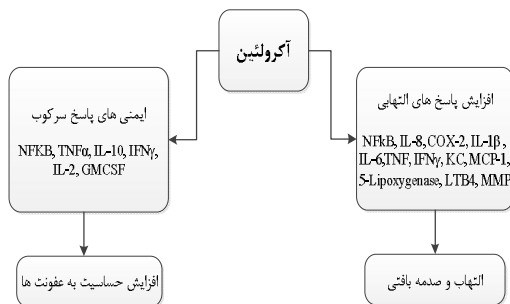 آکرولئین
افزایش پاسخ های التهابی
NFkB, IL-8, COX-2, IL-1β ,
IL-6,TNF, IFNγ, KC, MCP-1,
5-Lipoxygenase, LTB4, MMP
التهاب و صدمه بافتی
ایمنی های پاسخ سرکوب
NFKB, TNFα, IL-10, IFNγ,
IL-2, GMCSF
افزایش حساسیت به عفونت ها